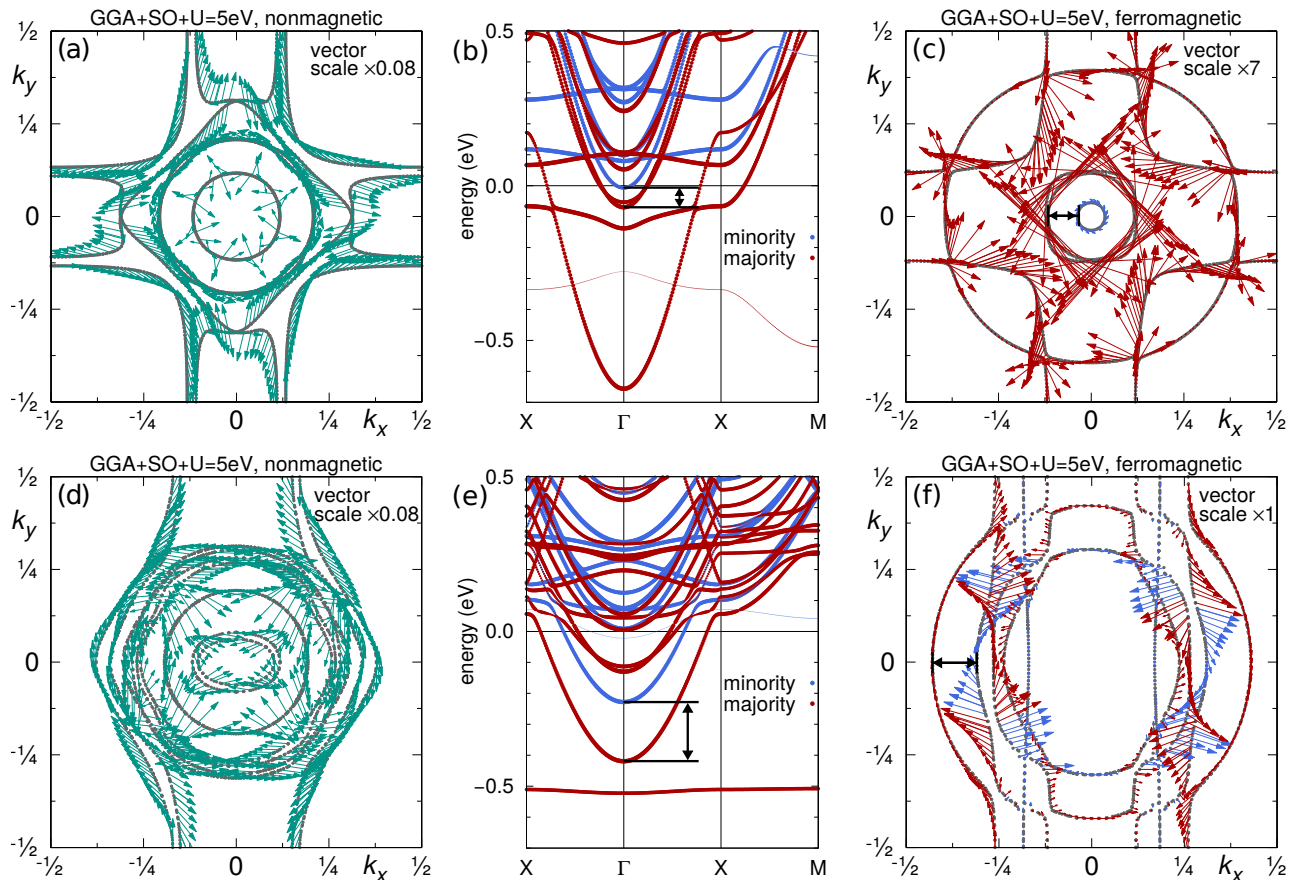 GGA+SO+U=5eV, nonmagnetic
(a)
vector
scale ×0.08
k_y
½
¼
0
-¼
-½
-½
-¼
0
k_x
¼
½
(b)
energy (eV)
0.5
0.0
−0.5
minority
majority
X
Γ
X
M
GGA+SO+U=5eV, ferromagnetic
(c)
vector
scale ×7
k_y
½
¼
0
-¼
-½
-½
-¼
0
k_x
¼
½
GGA+SO+U=5eV, nonmagnetic
(d)
vector
scale ×0.08
k_y
½
¼
0
-¼
-½
-½
-¼
0
k_x
¼
½
(e)
energy (eV)
0.5
0.0
−0.5
minority
majority
X
Γ
X
M
GGA+SO+U=5eV, ferromagnetic
(f)
vector
scale ×1
k_y
½
¼
0
-¼
-½
-½
-¼
0
k_x
¼
½